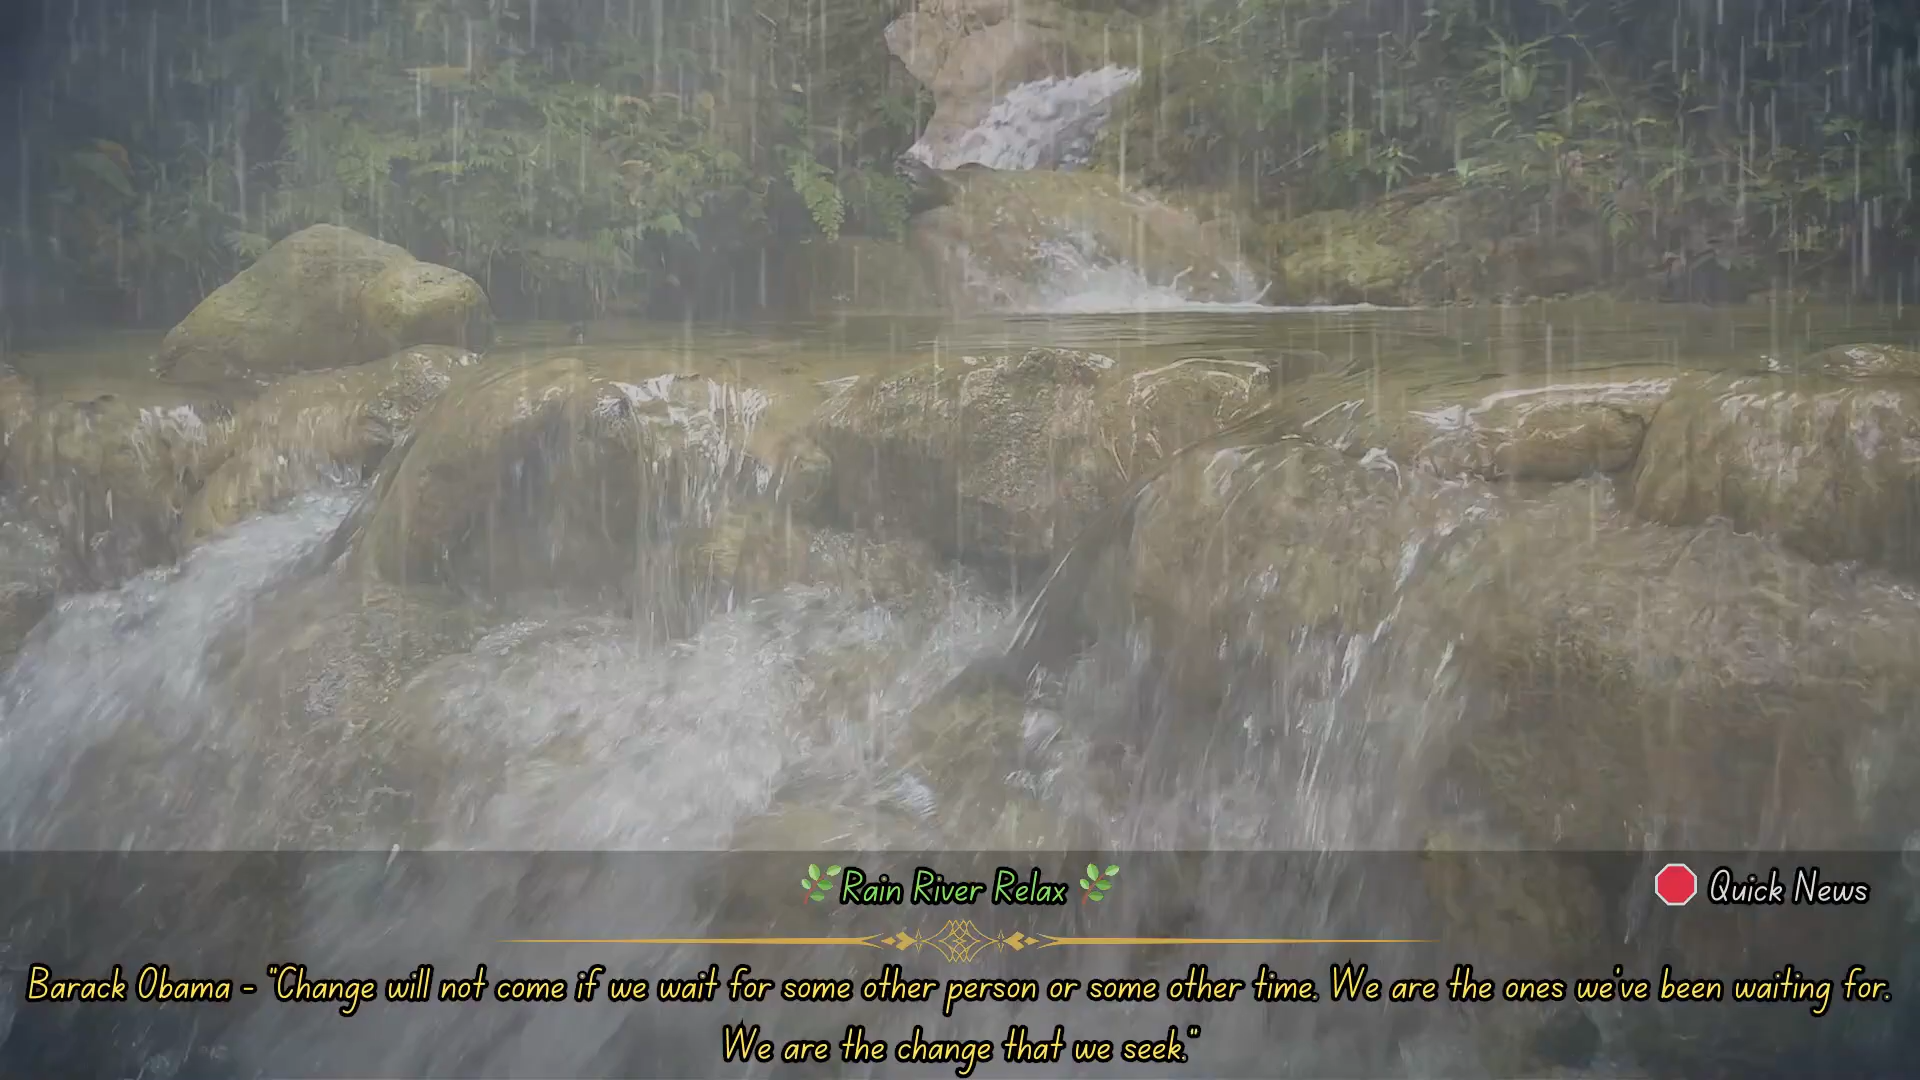 Rain River Relax
Quick News
Barack Obama - "Change will not come if we wait for some other person or some other time. We are the ones we've been waiting for.
We are the change that we seek."